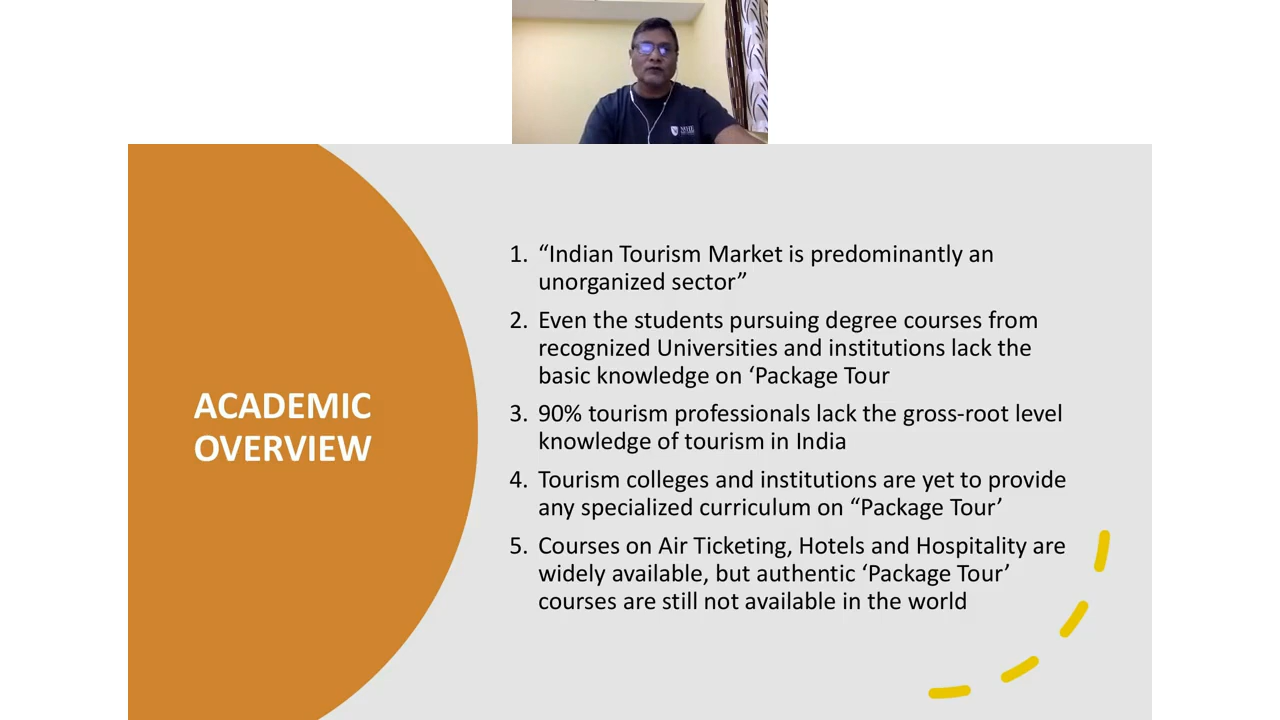 ACADEMIC
OVERVIEW
1. “Indian Tourism Market is predominantly an
unorganized sector”
2. Even the students pursuing degree courses from
recognized Universities and institutions lack the
basic knowledge on ‘Package Tour
3. 90% tourism professionals lack the gross-root level
knowledge of tourism in India
4. Tourism colleges and institutions are yet to provide
any specialized curriculum on “Package Tour’
5. Courses on Air Ticketing, Hotels and Hospitality are
widely available, but authentic ‘Package Tour’
courses are still not available in the world